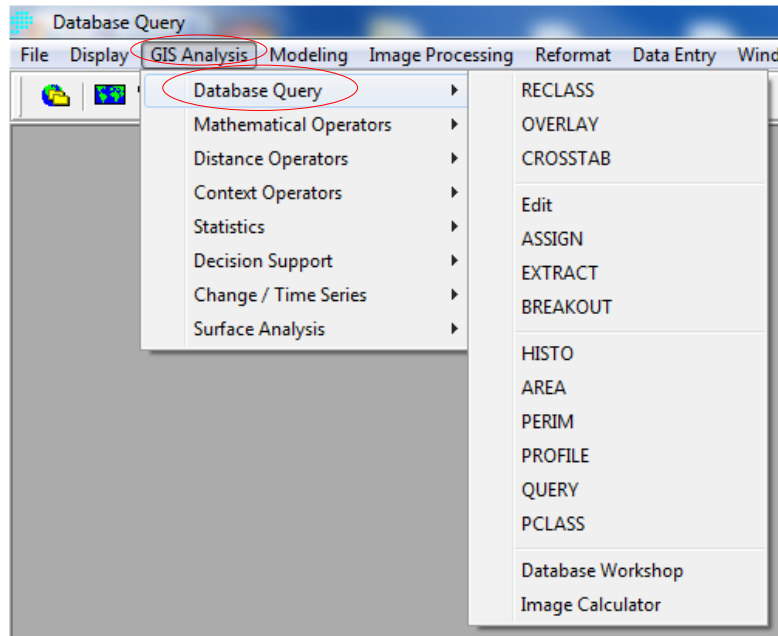 Database Query
File Display GIS Analysis Modeling Image Processing Reformat Data Entry Wind
Database Query
Mathematical Operators
Distance Operators
Context Operators
Statistics
Decision Support
Change / Time Series
Surface Analysis
RECLASS
OVERLAY
CROSSTAB
Edit
ASSIGN
EXTRACT
BREAKOUT
HISTO
AREA
PERIM
PROFILE
QUERY
PCLASS
Database Workshop
Image Calculator